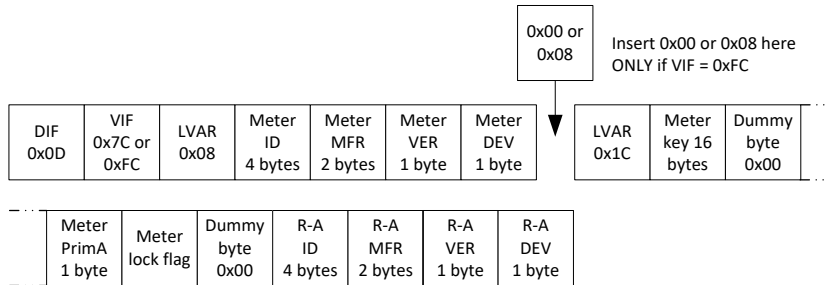 0x00 or
0x08
Insert 0x00 or 0x08 here
ONLY if VIF = 0xFC
DIF
0x0D
VIF
0x7C or
0xFC
LVAR
0x08
Meter
ID
4 bytes
Meter
MFR
2 bytes
Meter
VER
1 byte
Meter
DEV
1 byte
LVAR
0x1C
Meter
key 16
bytes
Dummy
byte
0x00
Meter
PrimA
1 byte
Meter
lock flag
Dummy
byte
0x00
R-A
ID
4 bytes
R-A
MFR
2 bytes
R-A
VER
1 byte
R-A
DEV
1 byte